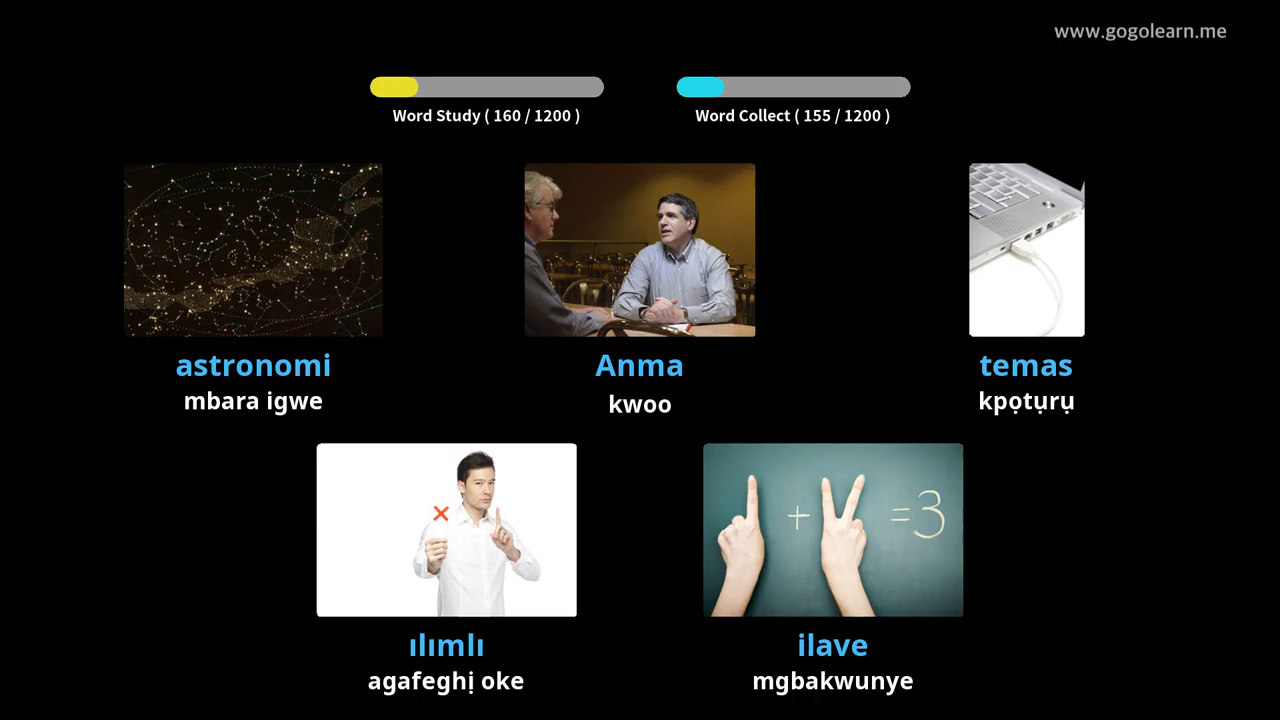 www.gogolearn.me
Word Study ( 160 / 1200 )
Word Collect ( 155 / 1200 )
astronomi
mbara igwe
Anma
kwoo
temas
kpọtụrụ
+ =3
ılımlı
agafeghị oke
ilave
mgbakwunye